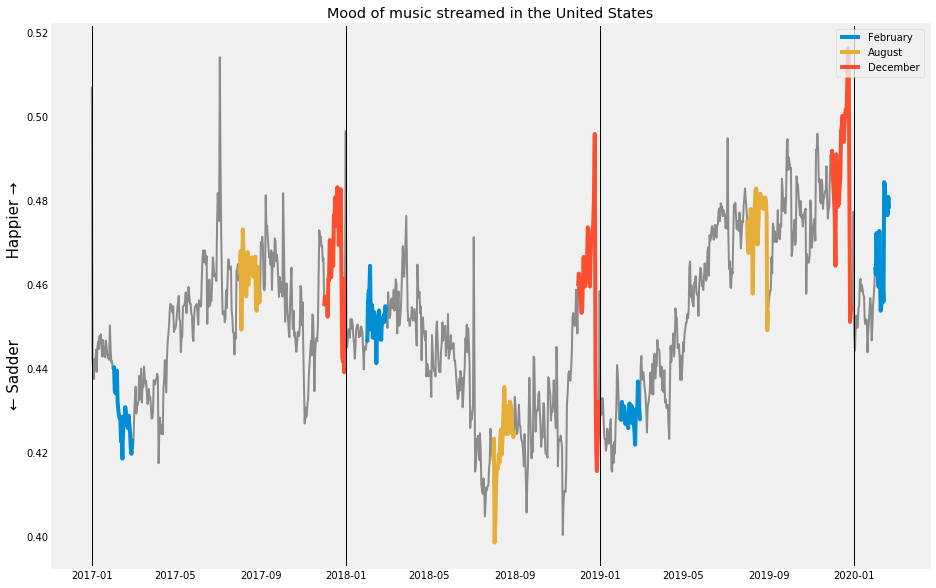 Mood of music streamed in the United States
February
August
December
0.52
0.50
0.48
0.46
0.44
0.42
0.40
← Sadder Happier →
2017-01 2017-05 2017-09 2018-01 2018-05 2018-09 2019-01 2019-05 2019-09 2020-01